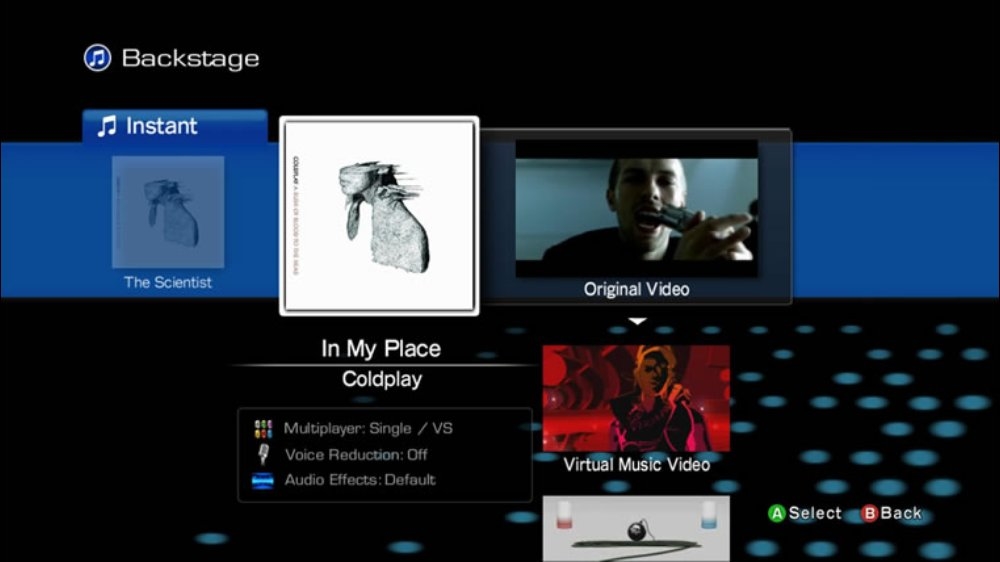 Backstage
Instant
The Scientist
COLDPLAY A RUSH OF BLOOD TO THE HEAD
Original Video
In My Place
Coldplay
Multiplayer: Single / VS
Voice Reduction: Off
Audio Effects: Default
Virtual Music Video
A Select B Back